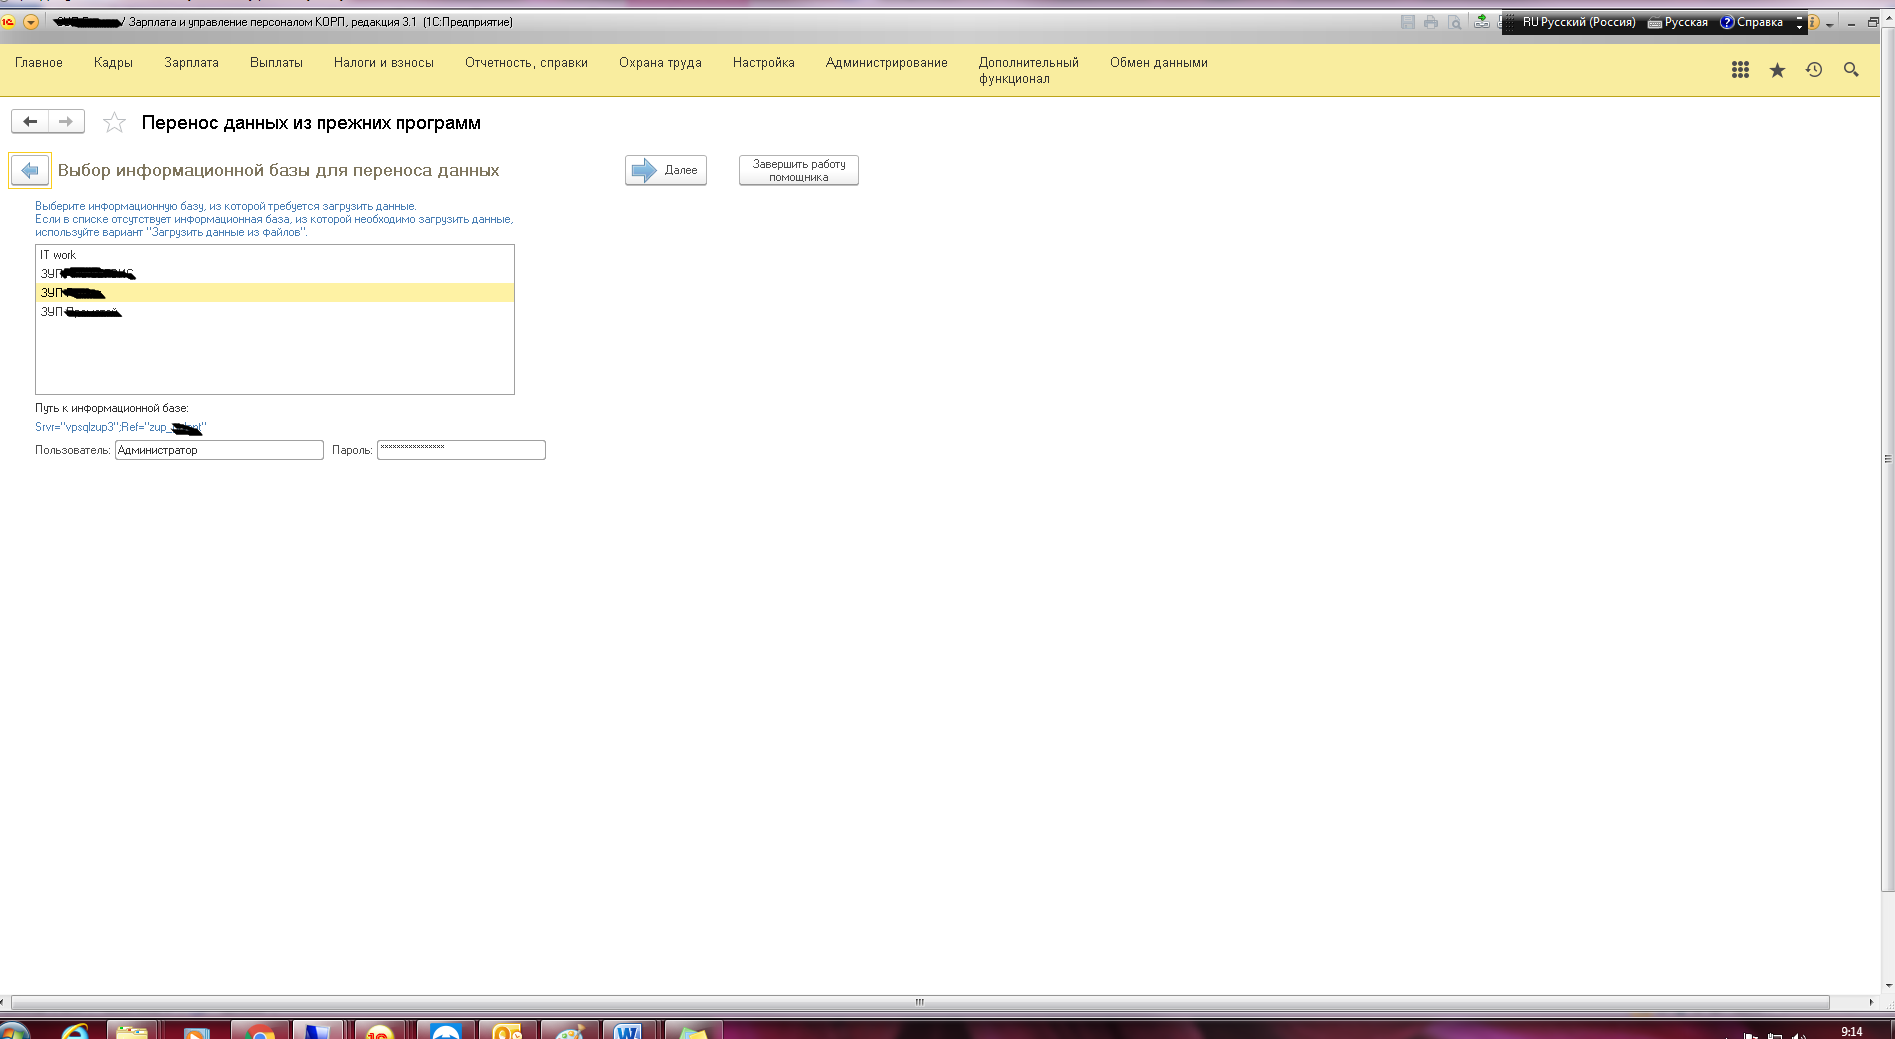 Зарплата и управление персоналом КОРП, редакция 3.1 (1С:Предприятие)
RU Русский (Россия) Русская Справка
Главное Кадры Зарплата Выплаты Налоги и взносы Отчетность, справки Охрана труда Настройка Администрирование Дополнительный функционал Обмен данными
Перенос данных из прежних программ
Выбор информационной базы для переноса данных
Далее
Завершить работу
помощника
Выберите информационную базу, из которой требуется загрузить данные.
Если в списке отсутствует информационная база, из которой необходимо загрузить данные,
используйте вариант "Загрузить данные из файлов".
IT work
ЗУП
ЗУП
ЗУП
Путь к информационной базе:
Srvr="vpsqlzup3";Ref="zup_
Пользователь: Администратор Пароль: ****************
9:14